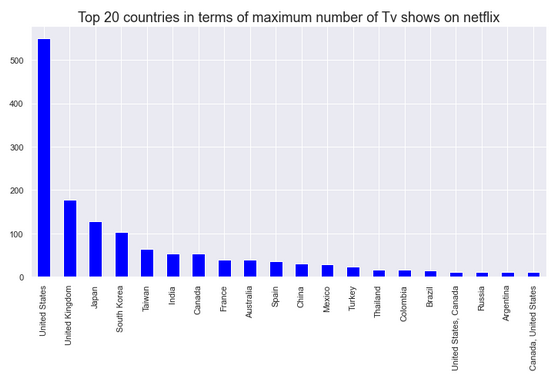 Top 20 countries in terms of maximum number of Tv shows on netflix
500
400
300
200
100
0
United States
United Kingdom
Japan
South Korea
Taiwan
India
Canada
France
Australia
Spain
China
Mexico
Turkey
Thailand
Colombia
Brazil
United States, Canada
Russia
Argentina
Canada, United States